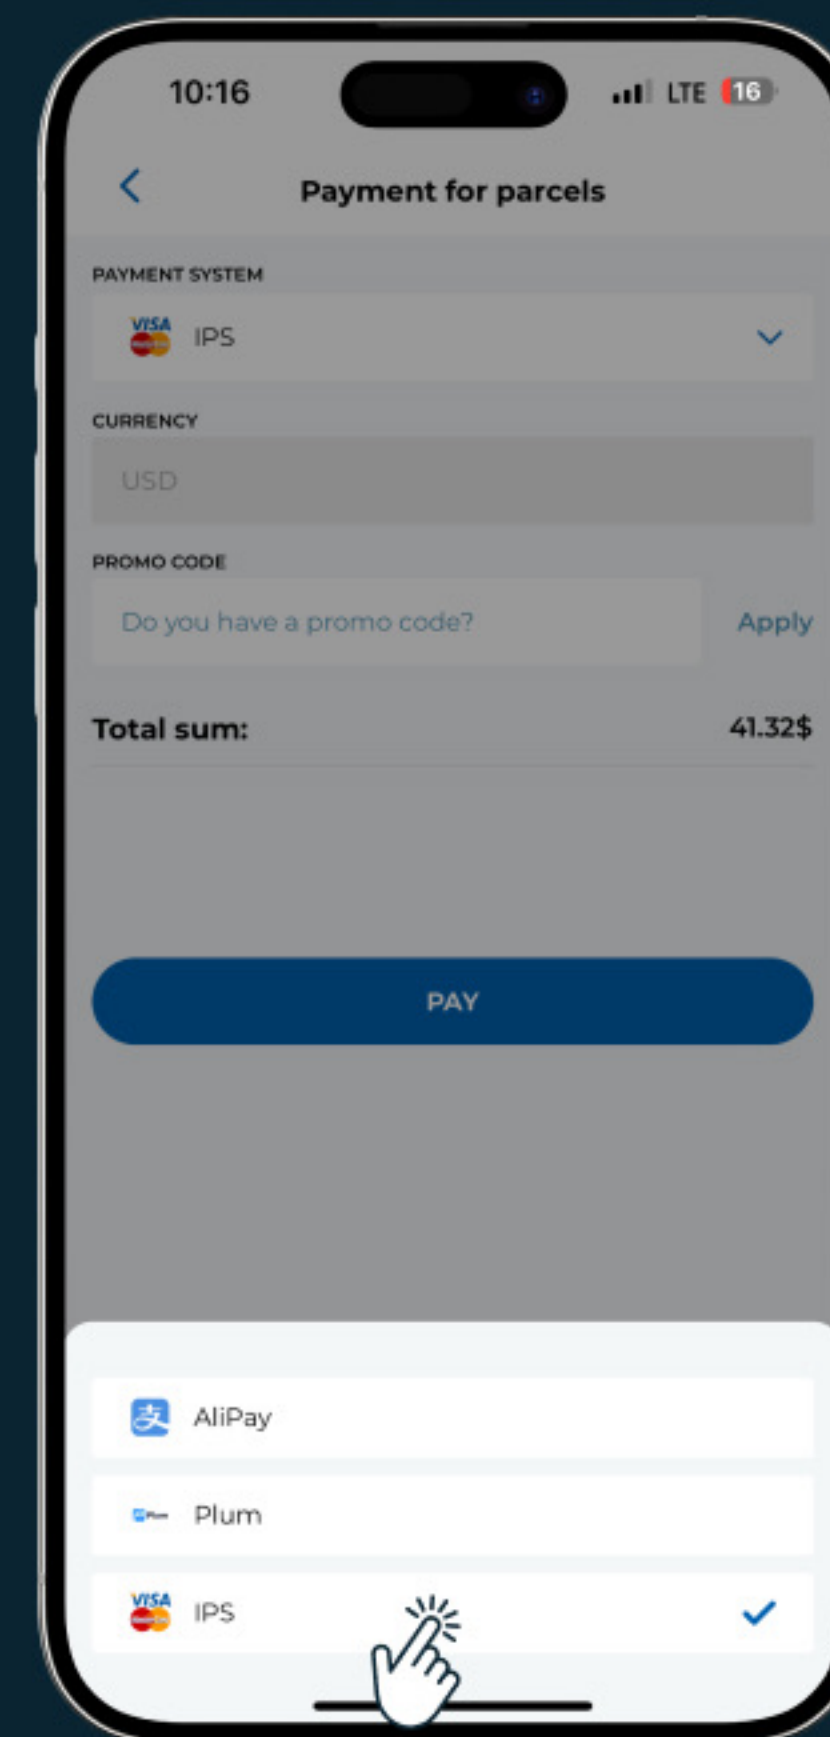 10:16 LTE 16
Payment for parcels
PAYMENT SYSTEM
VISA IPS
CURRENCY
USD
PROMO CODE
Do you have a promo code? Apply
Total sum: 41.32$
PAY
支 AliPay
Plum
VISA IPS